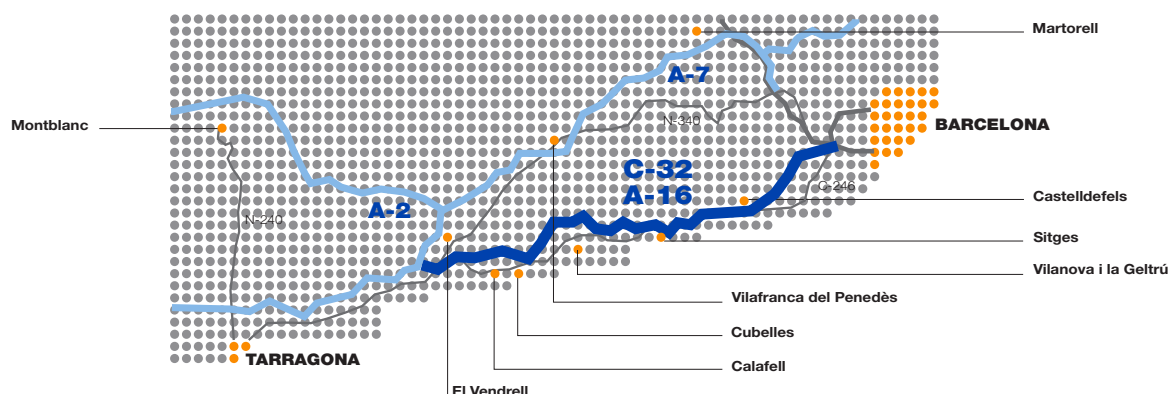 Martorell
A-7
Montblanc
N-340
BARCELONA
C-32
A-16
C-246
Castelldefels
A-2
N-240
Sitges
Vilanova i la Geltrú
Vilafranca del Penedès
Cubelles
TARRAGONA
Calafell
El Vendrell